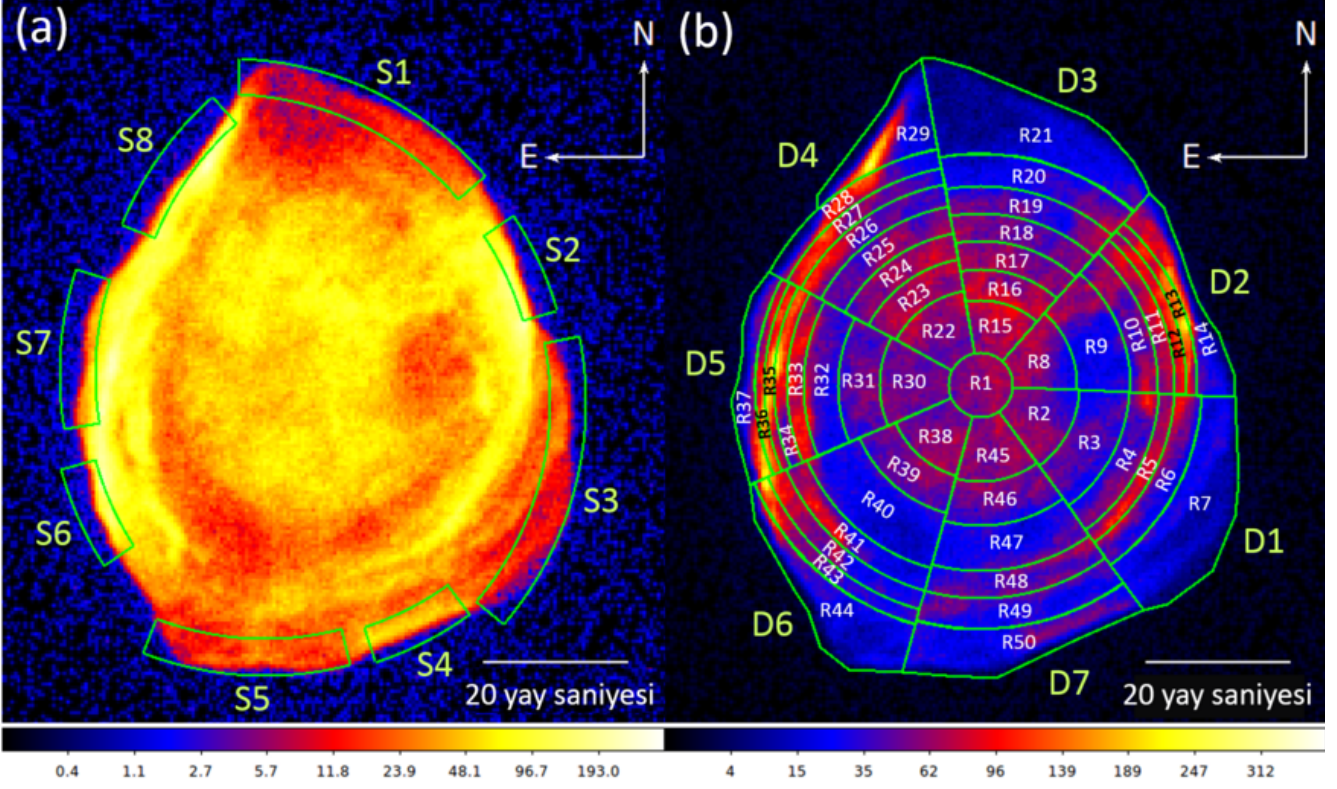 (a)
N
E
S1
S2
S3
S4
S5
S6
S7
S8
20 yay saniyesi
0.4 1.1 2.7 5.7 11.8 23.9 48.1 96.7 193.0
(b)
N
E
D1
D2
D3
D4
D5
D6
D7
R1
R2
R3
R4
R5
R6
R7
R8
R9
R10
R11
R12
R13
R14
R15
R16
R17
R18
R19
R20
R21
R22
R23
R24
R25
R26
R27
R28
R29
R30
R31
R32
R33
R34
R35
R36
R37
R38
R39
R40
R41
R42
R43
R44
R45
R46
R47
R48
R49
R50
20 yay saniyesi
4 15 35 62 96 139 189 247 312